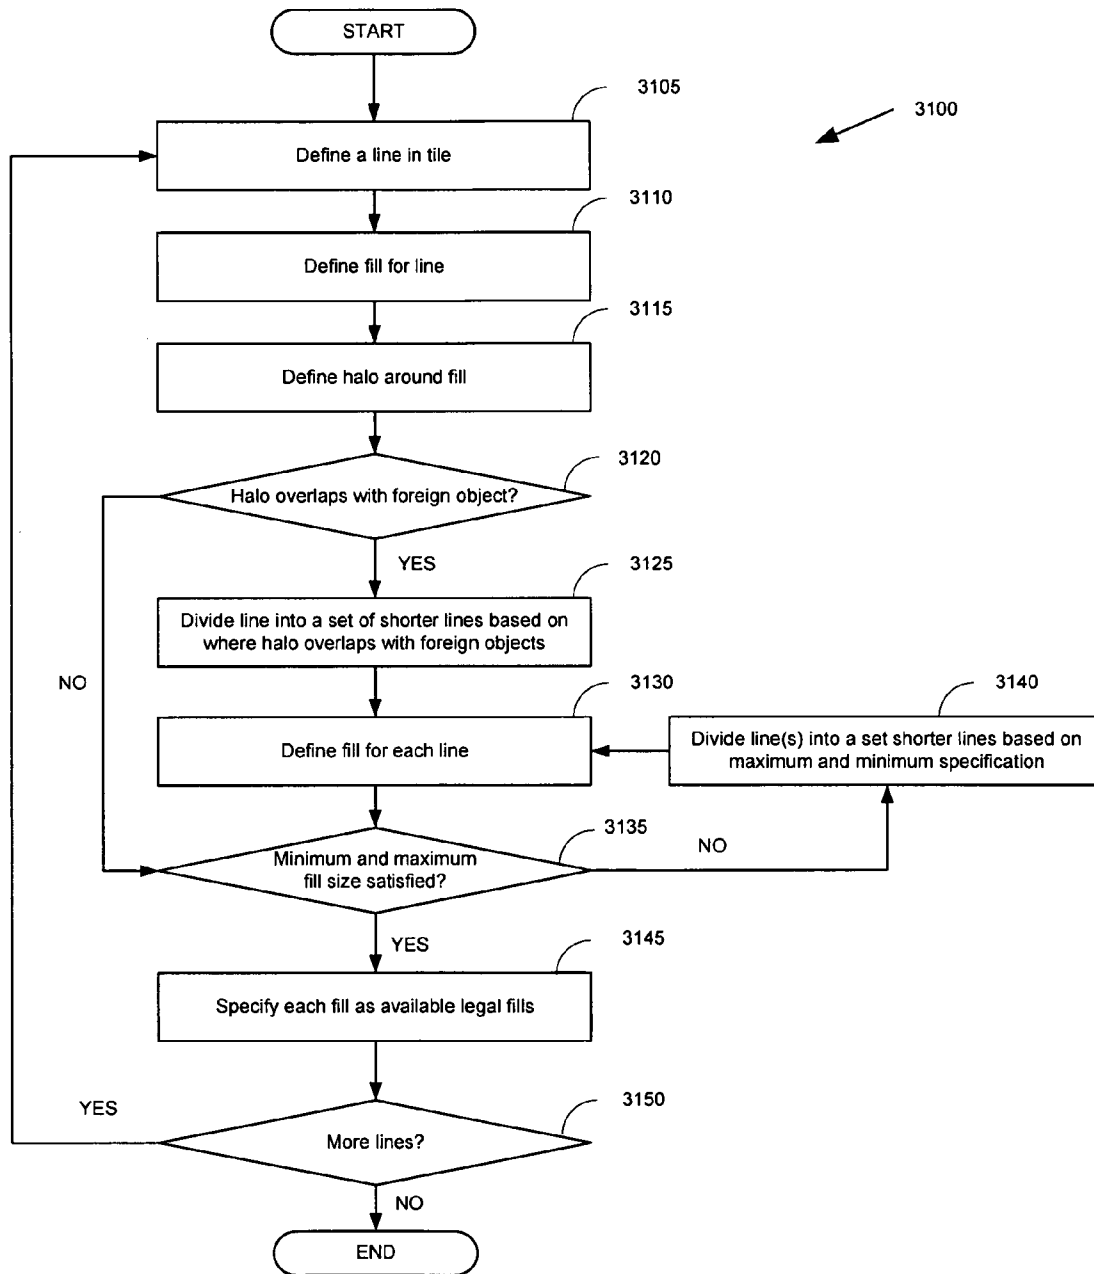 START
3105
3100
Define a line in tile
3110
Define fill for line
3115
Define halo around fill
3120
Halo overlaps with foreign object?
YES
3125
Divide line into a set of shorter lines based on
where halo overlaps with foreign objects
NO
3130
3140
Define fill for each line
Divide line(s) into a set shorter lines based on
maximum and minimum specification
3135
Minimum and maximum
fill size satisfied?
NO
YES
3145
Specify each fill as available legal fills
YES
3150
More lines?
NO
END